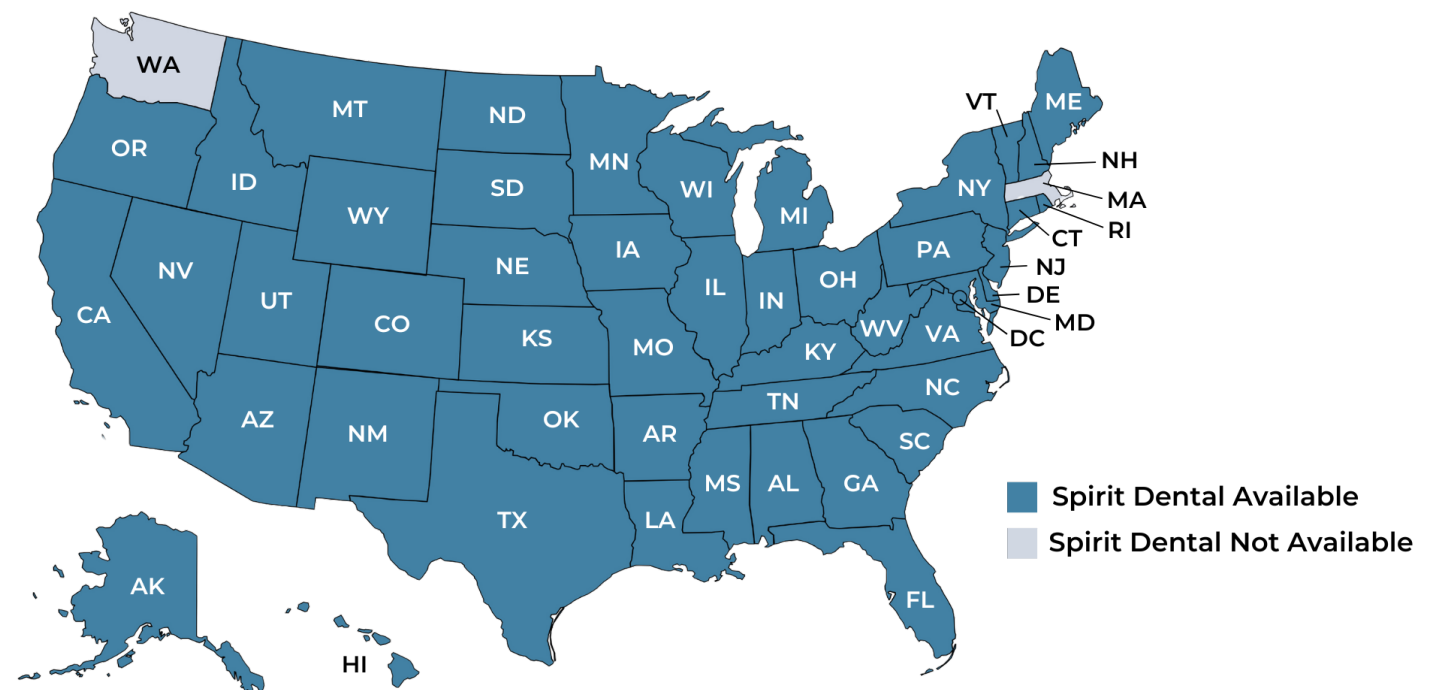 WA
MT
ND
VT
ME
OR
MN
NH
ID
SD
WI
NY
MA
WY
MI
RI
CT
IA
PA
NV
NE
NJ
UT
IL
IN
OH
DE
CA
CO
MD
WV
VA
DC
KS
MO
KY
NC
TN
AZ
NM
OK
AR
SC
MS
AL
GA
Spirit Dental Available
TX
LA
Spirit Dental Not Available
AK
FL
HI